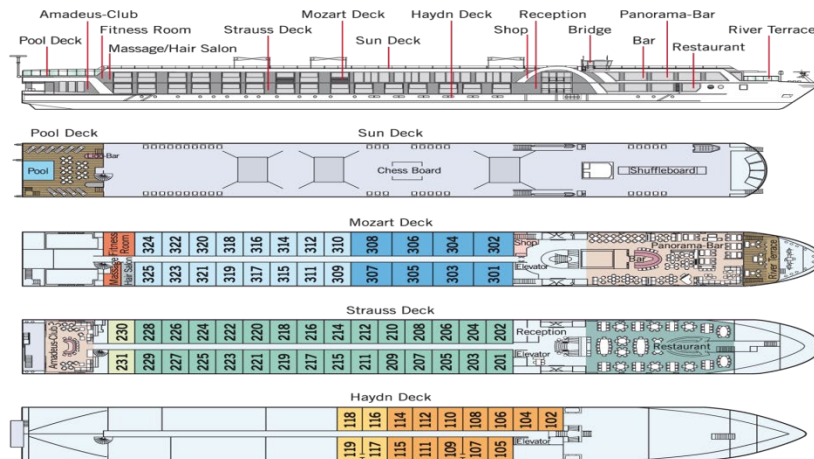 Amadeus-Club Mozart Deck Haydn Deck Reception Panorama-Bar
Pool Deck Fitness Room Strauss Deck Sun Deck Shop Bridge Bar River Terrace
Massage/Hair Salon Restaurant
Pool Deck Sun Deck
Bar
Pool Chess Board Shuffleboard
Mozart Deck
Fitness Room 324 322 320 318 316 314 312 310 308 306 304 302 Shop Panorama-Bar
Bar
Massage Hair Salon 325 323 321 319 317 315 311 309 307 305 303 301 Elevator River Terrace
Strauss Deck
Amadeus-Club 230 228 226 224 222 220 218 216 214 212 210 208 206 204 202 Reception Restaurant
231 229 227 225 223 221 219 217 215 211 209 207 205 203 201 Elevator
Haydn Deck
118 116 114 112 110 108 106 104 102
119 117 115 111 109 107 105 Elevator